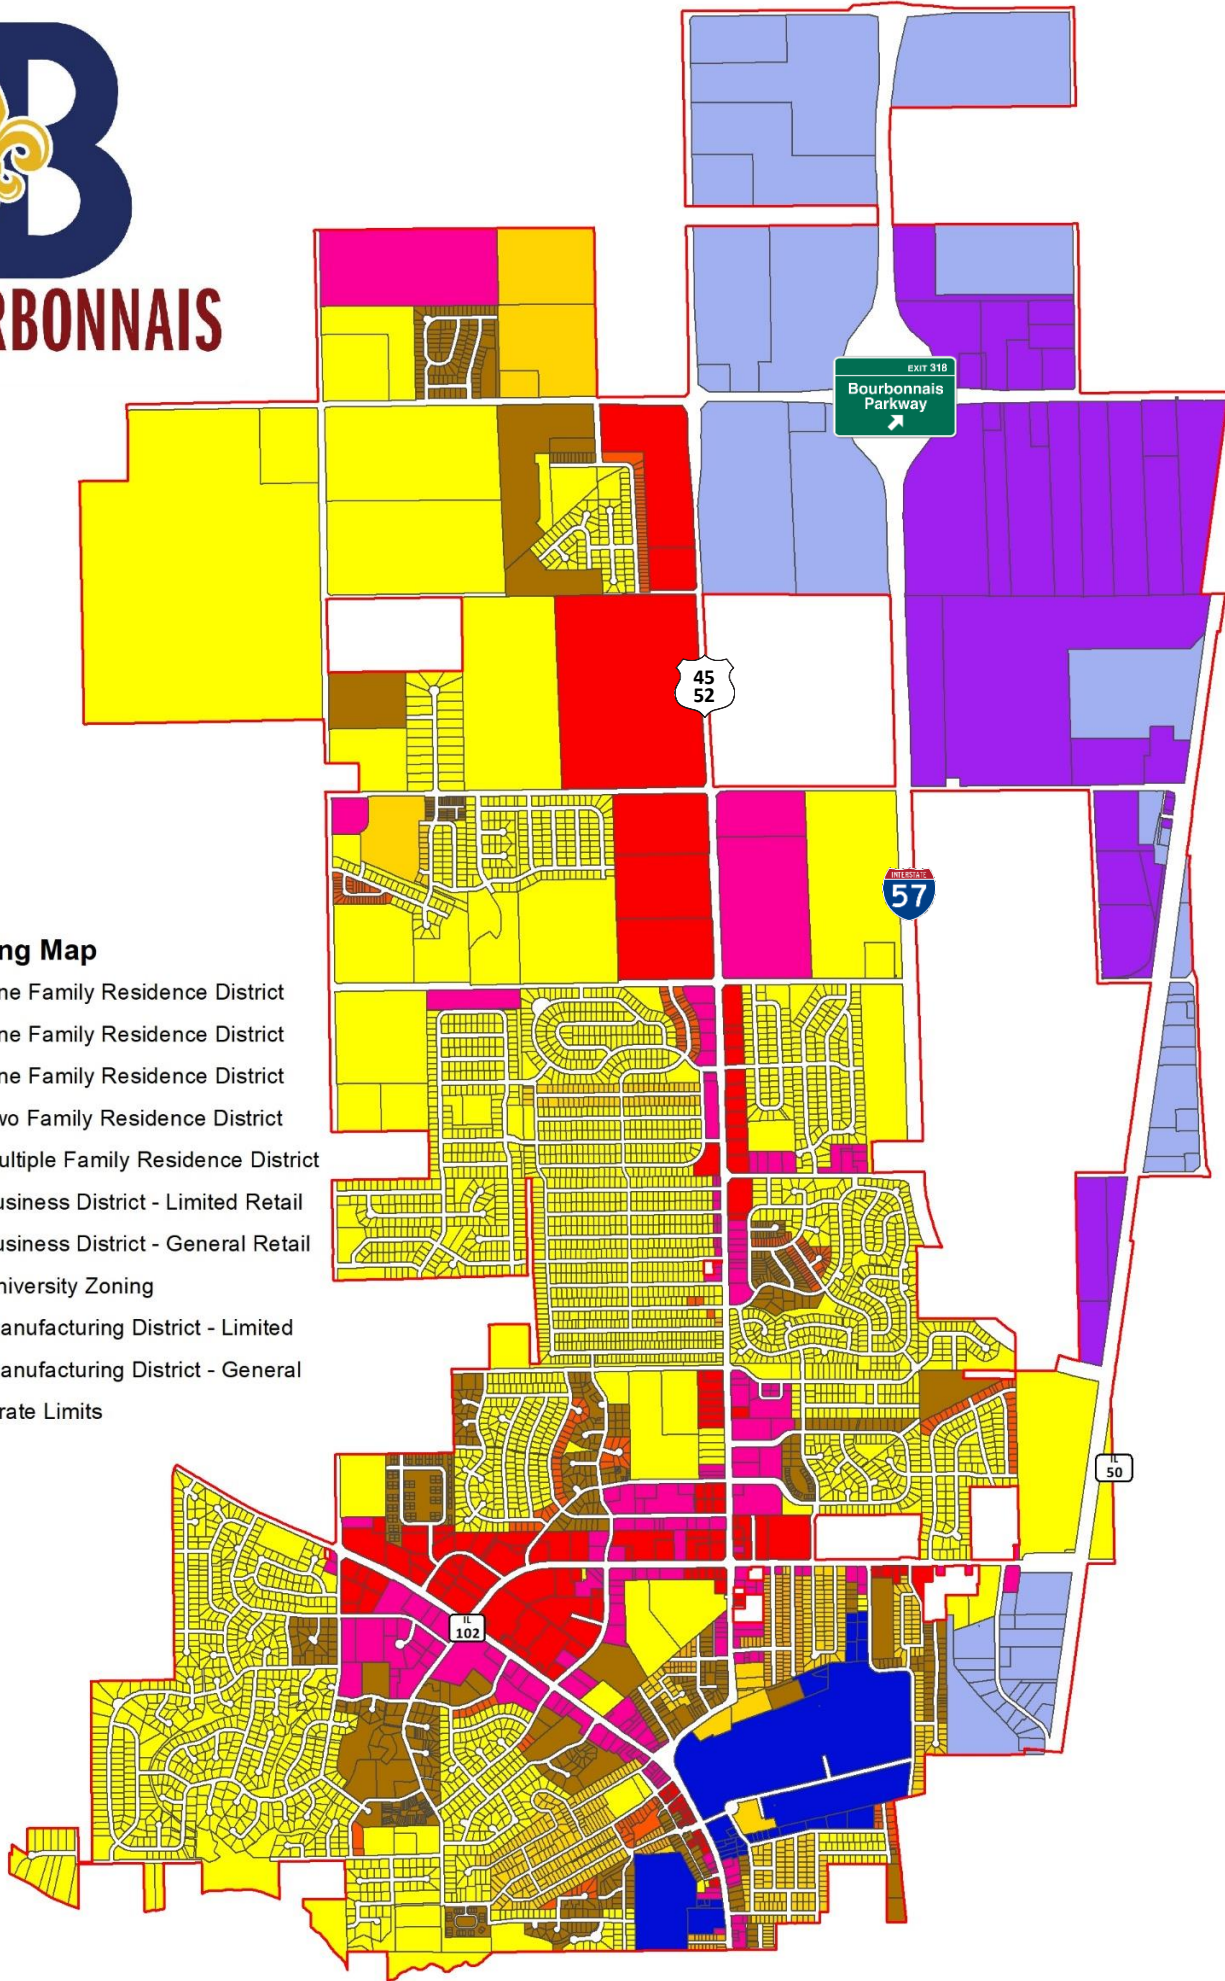 B
RBONNAIS
EXIT 318
Bourbonnais
Parkway
45
52
INTERSTATE
57
ng Map
ne Family Residence District
ne Family Residence District
ne Family Residence District
wo Family Residence District
ultiple Family Residence District
usiness District - Limited Retail
usiness District - General Retail
niversity Zoning
anufacturing District - Limited
anufacturing District - General
rate Limits
IL
50
IL
102